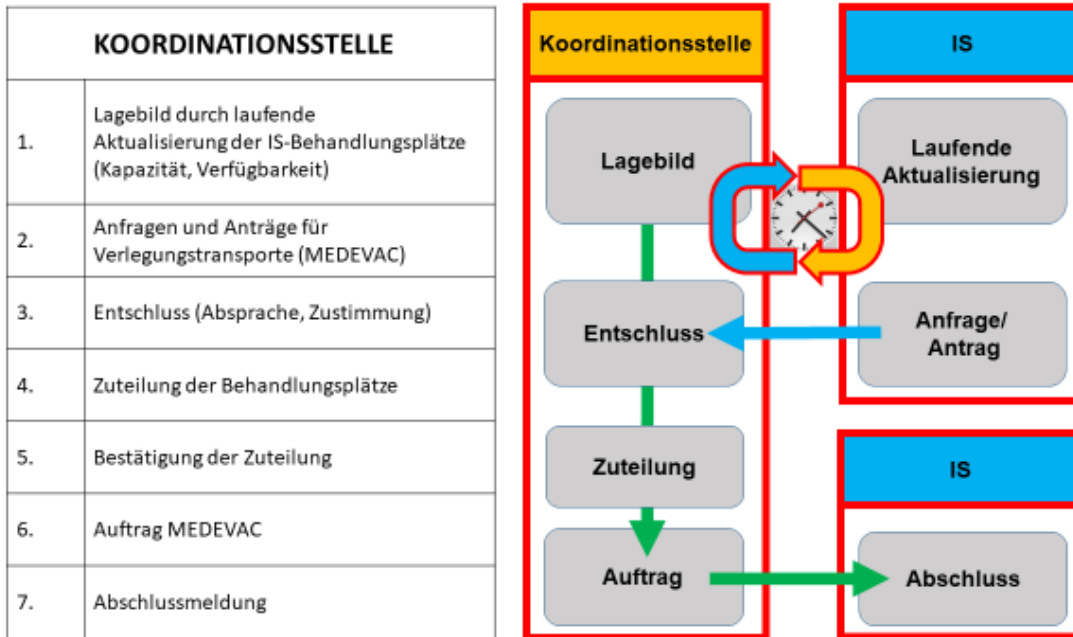 KOORDINATIONSSTELLE
1.
Lagebild durch laufende
Aktualisierung der IS-Behandlungsplätze
(Kapazität, Verfügbarkeit)
2.
Anfragen und Anträge für
Verlegungstransporte (MEDEVAC)
3.
Entschluss (Absprache, Zustimmung)
4.
Zuteilung der Behandlungsplätze
5.
Bestätigung der Zuteilung
6.
Auftrag MEDEVAC
7.
Abschlussmeldung
Koordinationsstelle
Lagebild
Entschluss
Zuteilung
Auftrag
IS
Laufende
Aktualisierung
Anfrage/
Antrag
IS
Abschluss